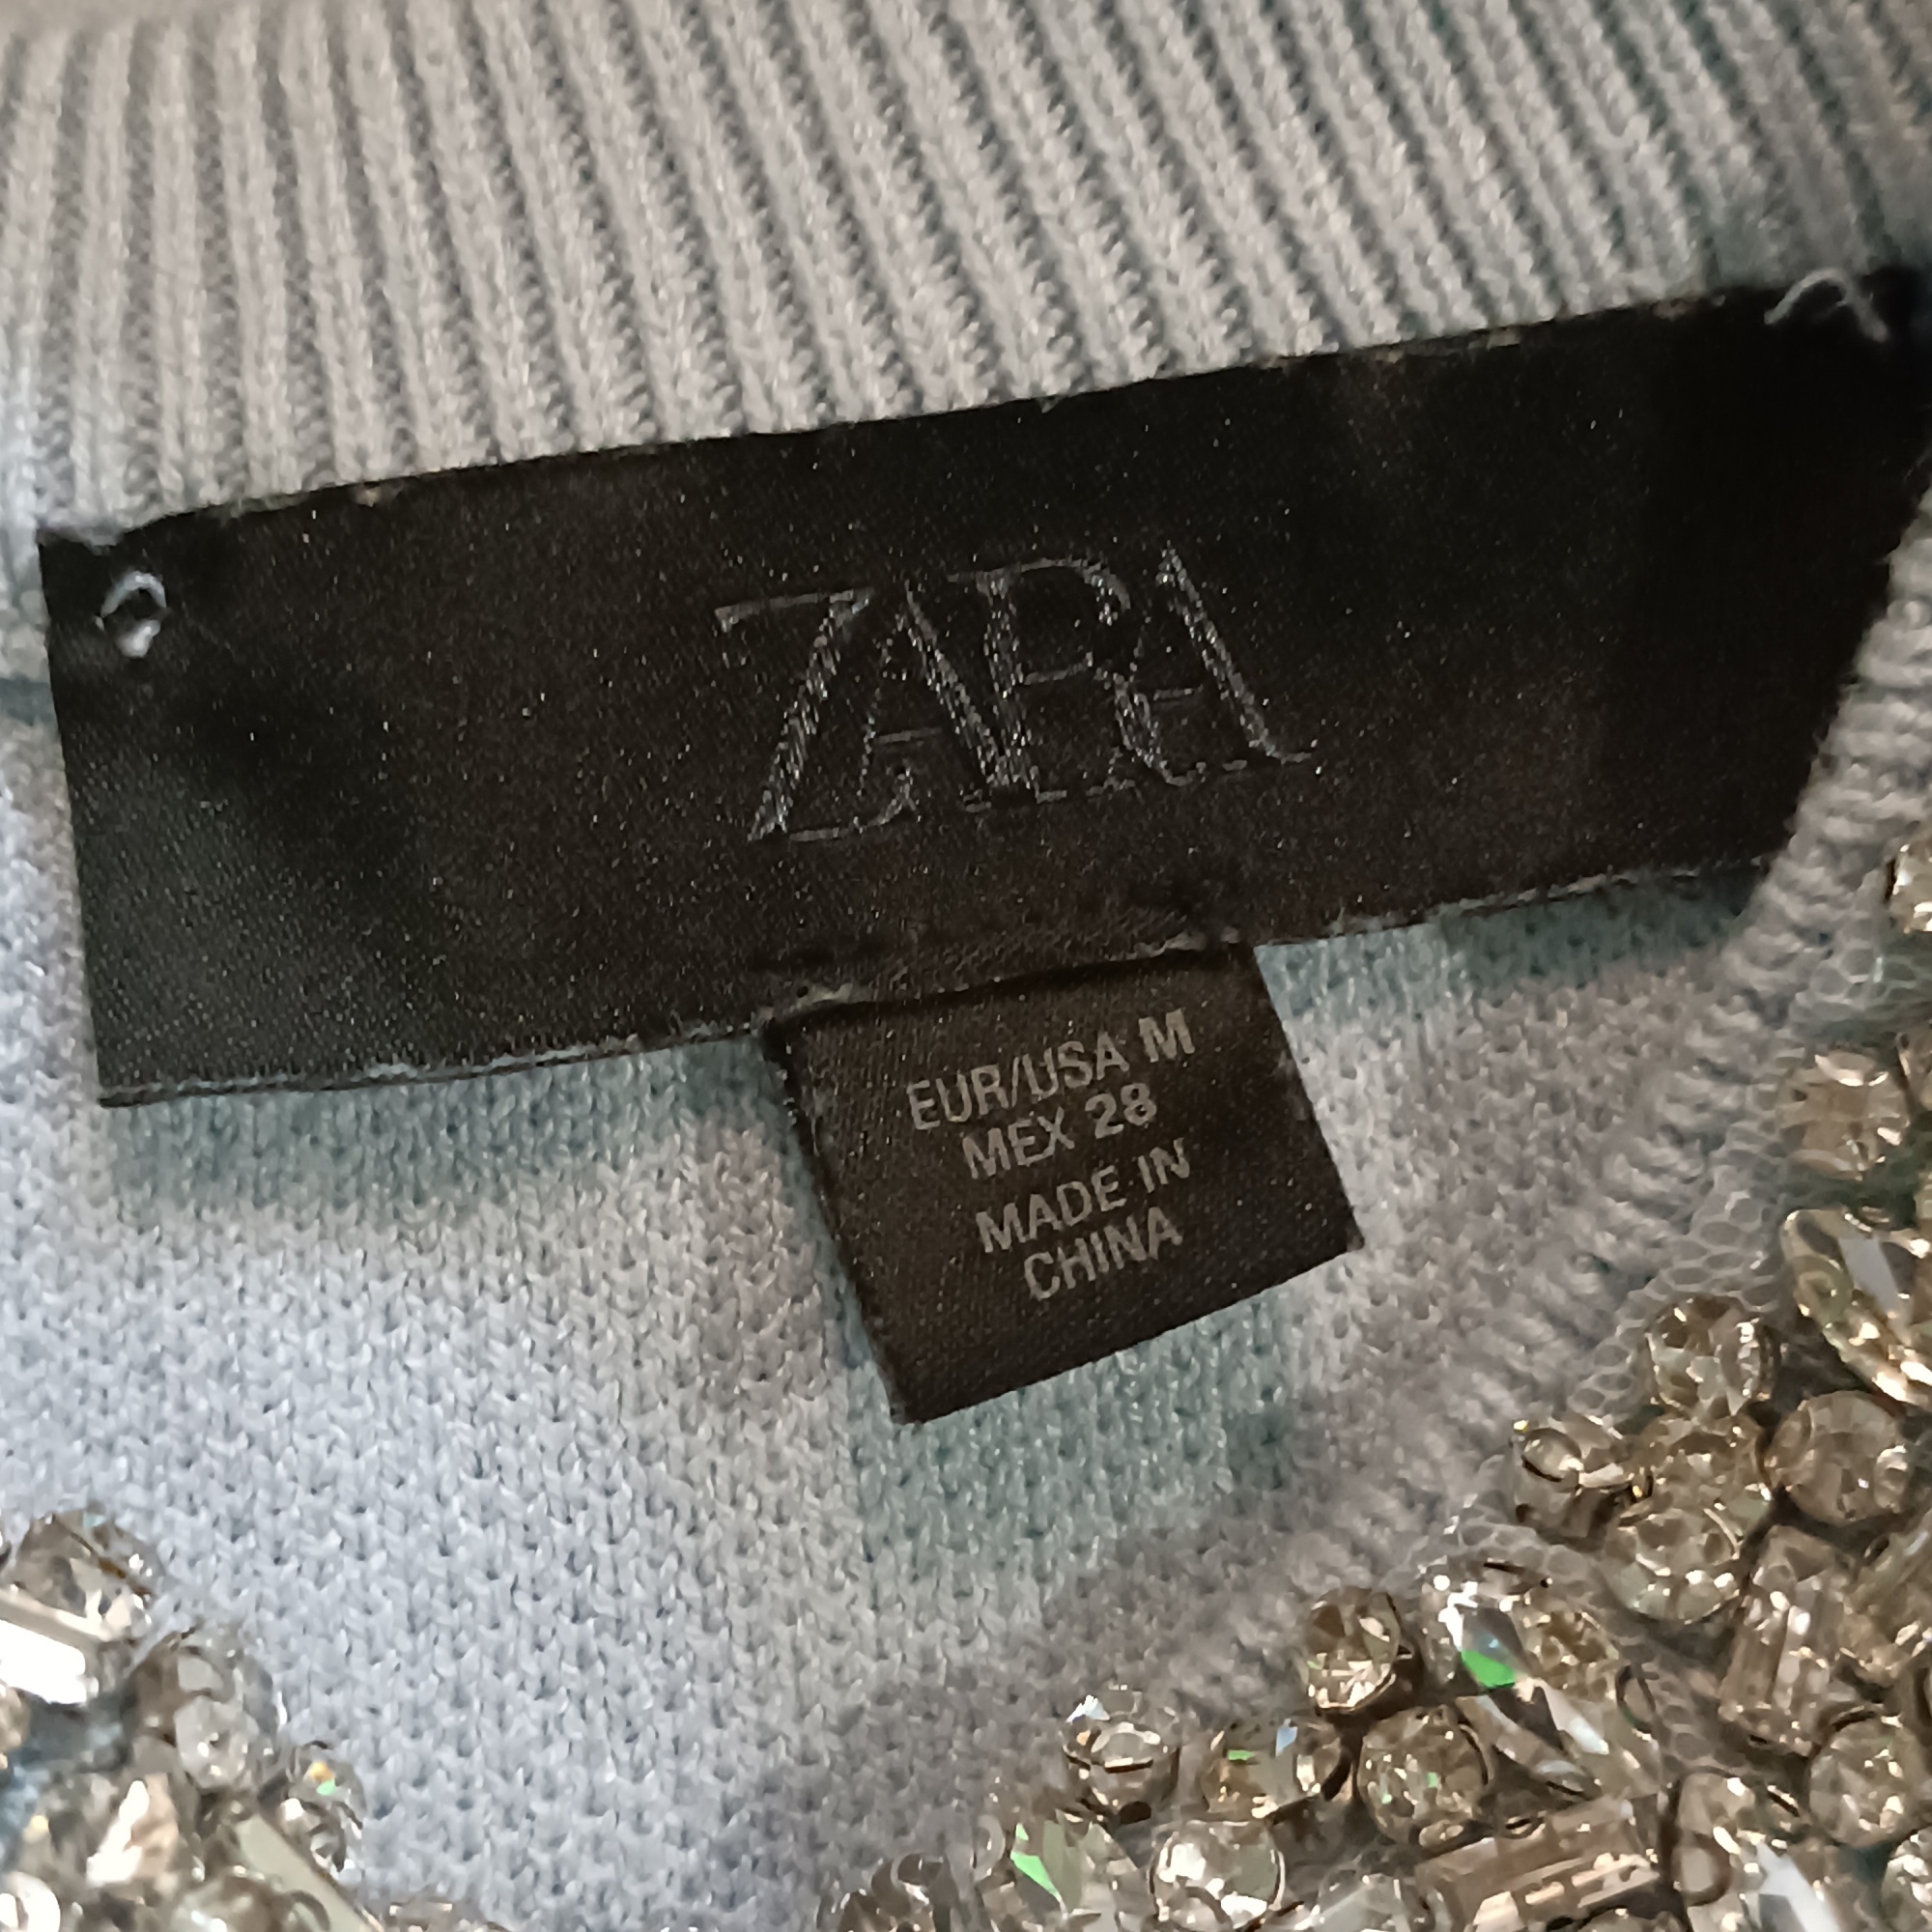 ZARA
EUR/USA M
MEX 28
MADE IN
CHINA